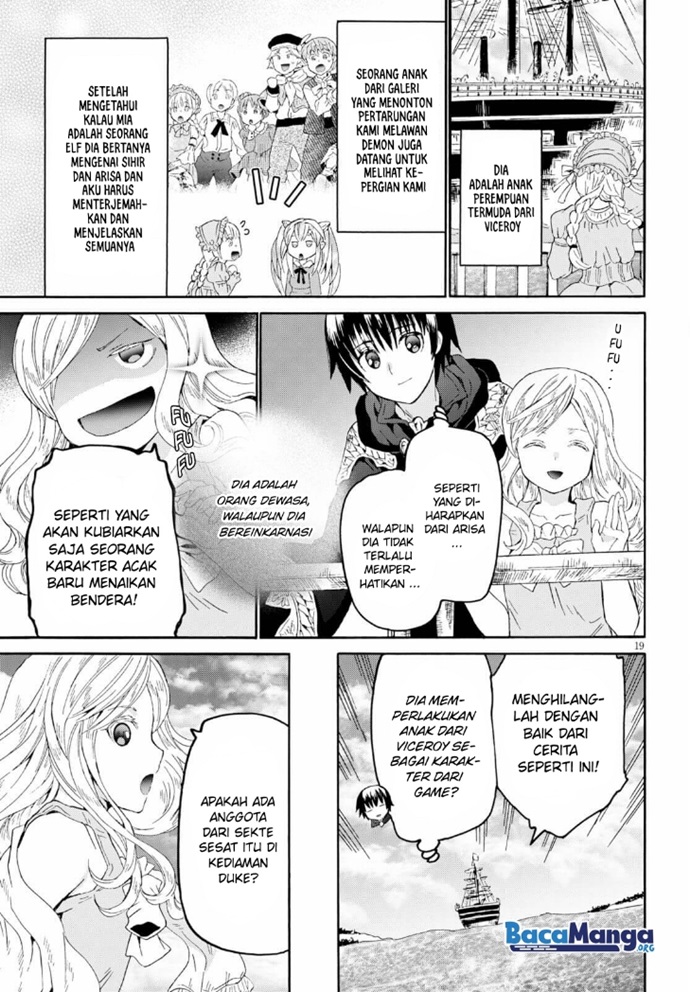 DIA
ADALAH ANAK
PEREMPUAN
TERMUDA DARI
VICEROY
SEORANG ANAK
DARI GALERI
YANG MENONTON
PERTARUNGAN
KAMI MELAWAN
DEMON JUGA
DATANG UNTUK
MELIHAT KE-
PERGIAN KAMI
SETELAH
MENGETAHUI
KALAU MIA
ADALAH SEORANG
ELF DIA BERTANYA
MENGENAI SIHIR
DAN ARISA DAN
AKU HARUS
MENTERJEMAH-
KAN DAN
MENJELASKAN
SEMUANYA
U
FU
FU
...
SEPERTI
YANG DI-
HARAPKAN
DARI ARISA
...
WALAPUN
DIA TIDAK
TERLALU
MEMPER-
HATIKAN ...
DIA ADALAH
ORANG DEWASA,
WALAUPUN DIA
BEREINKARNASI
FU
FU
FU
SEPERTI YANG
AKAN KUBIARKAN
SAJA SEORANG
KARAKTER ACAK
BARU MENAIKAN
BENDERA!
19
MENGHILANG-
LAH DENGAN
BAIK DARI
CERITA
SEPERTI INI!
DIA MEM-
PERLAKUKAN
ANAK DARI
VICEROY SE-
BAGAI KARAK-
TER DARI
GAME?
APAKAH ADA
ANGGOTA
DARI SEKTE
SESAT ITU DI
KEDIAMAN
DUKE?
BacaManga
.ORG